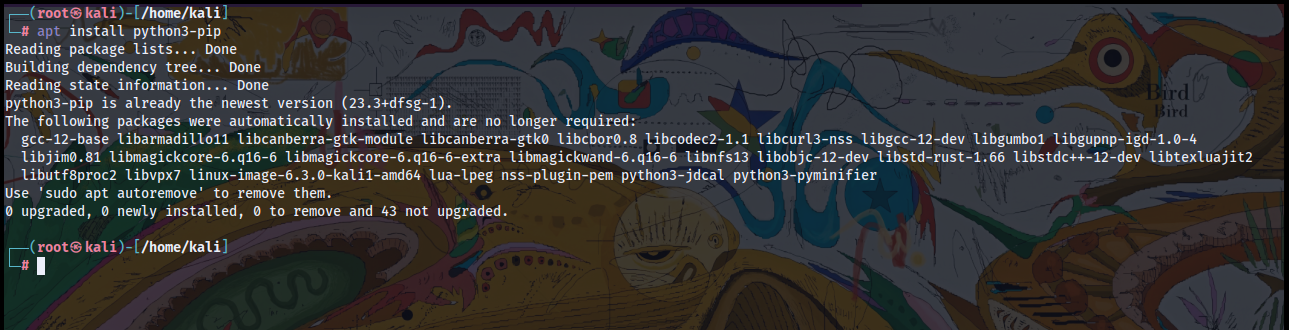 ┌──(root㉿kali)-[/home/kali]
└─# apt install python3-pip
Reading package lists... Done
Building dependency tree... Done
Reading state information... Done
python3-pip is already the newest version (23.3+dfsg-1).
The following packages were automatically installed and are no longer required:
  gcc-12-base libarmadillo11 libcanberra-gtk-module libcanberra-gtk0 libcbor0.8 libcodec2-1.1 libcurl3-nss libgcc-12-dev libgumbo1 libgupnp-igd-1.0-4
  libjim0.81 libmagickcore-6.q16-6 libmagickcore-6.q16-6-extra libmagickwand-6.q16-6 libnfs13 libobjc-12-dev libstd-rust-1.66 libstdc++-12-dev libtexluajit2
  libutf8proc2 libvpx7 linux-image-6.3.0-kali1-amd64 lua-lpeg nss-plugin-pem python3-jdcal python3-pyminifier
Use 'sudo apt autoremove' to remove them.
0 upgraded, 0 newly installed, 0 to remove and 43 not upgraded.
┌──(root㉿kali)-[/home/kali]
└─#
Bird
Bird